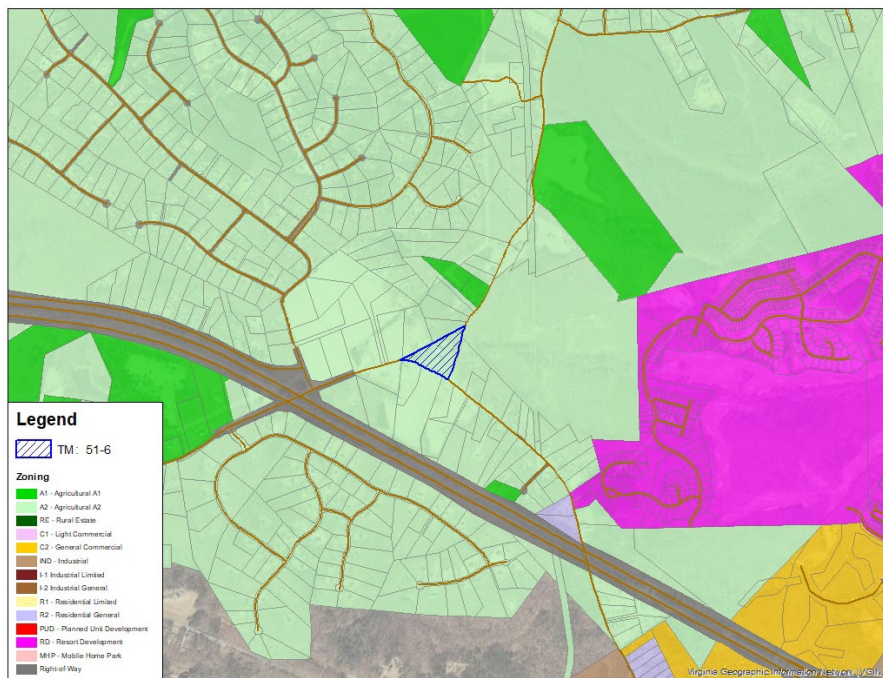 Legend
TM: 51-6
Zoning
A1 - Agricultural A1
A2 - Agricultural A2
RE - Rural Estate
C1 - Light Commercial
C2 - General Commercial
IND - Industrial
I-1 Industrial Limited
I-2 Industrial General
R1 - Residential Limited
R2 - Residential General
PUD - Planned Unit Development
RD - Resort Development
MHP - Moblie Home Park
Right-of-Way
Virginia Geographic Information Network (VGIN)